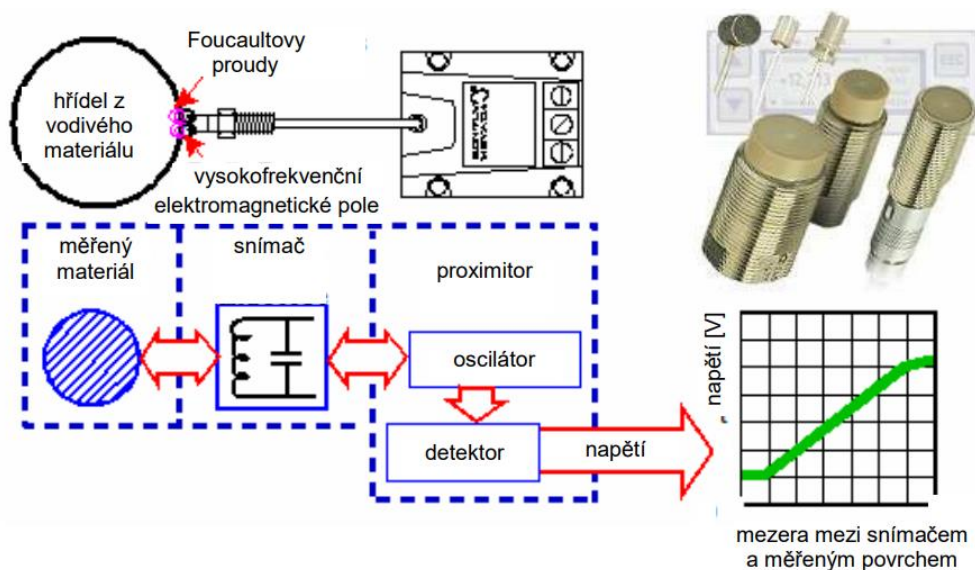 Foucaultovy
proudy
hřídel z
vodivého
materiálu
vysokofrekvenční
elektromagnetické pole
měřený
materiál
snímač
proximitor
oscilátor
detektor
napětí
napětí [V]
mezera mezi snímačem
a měřeným povrchem